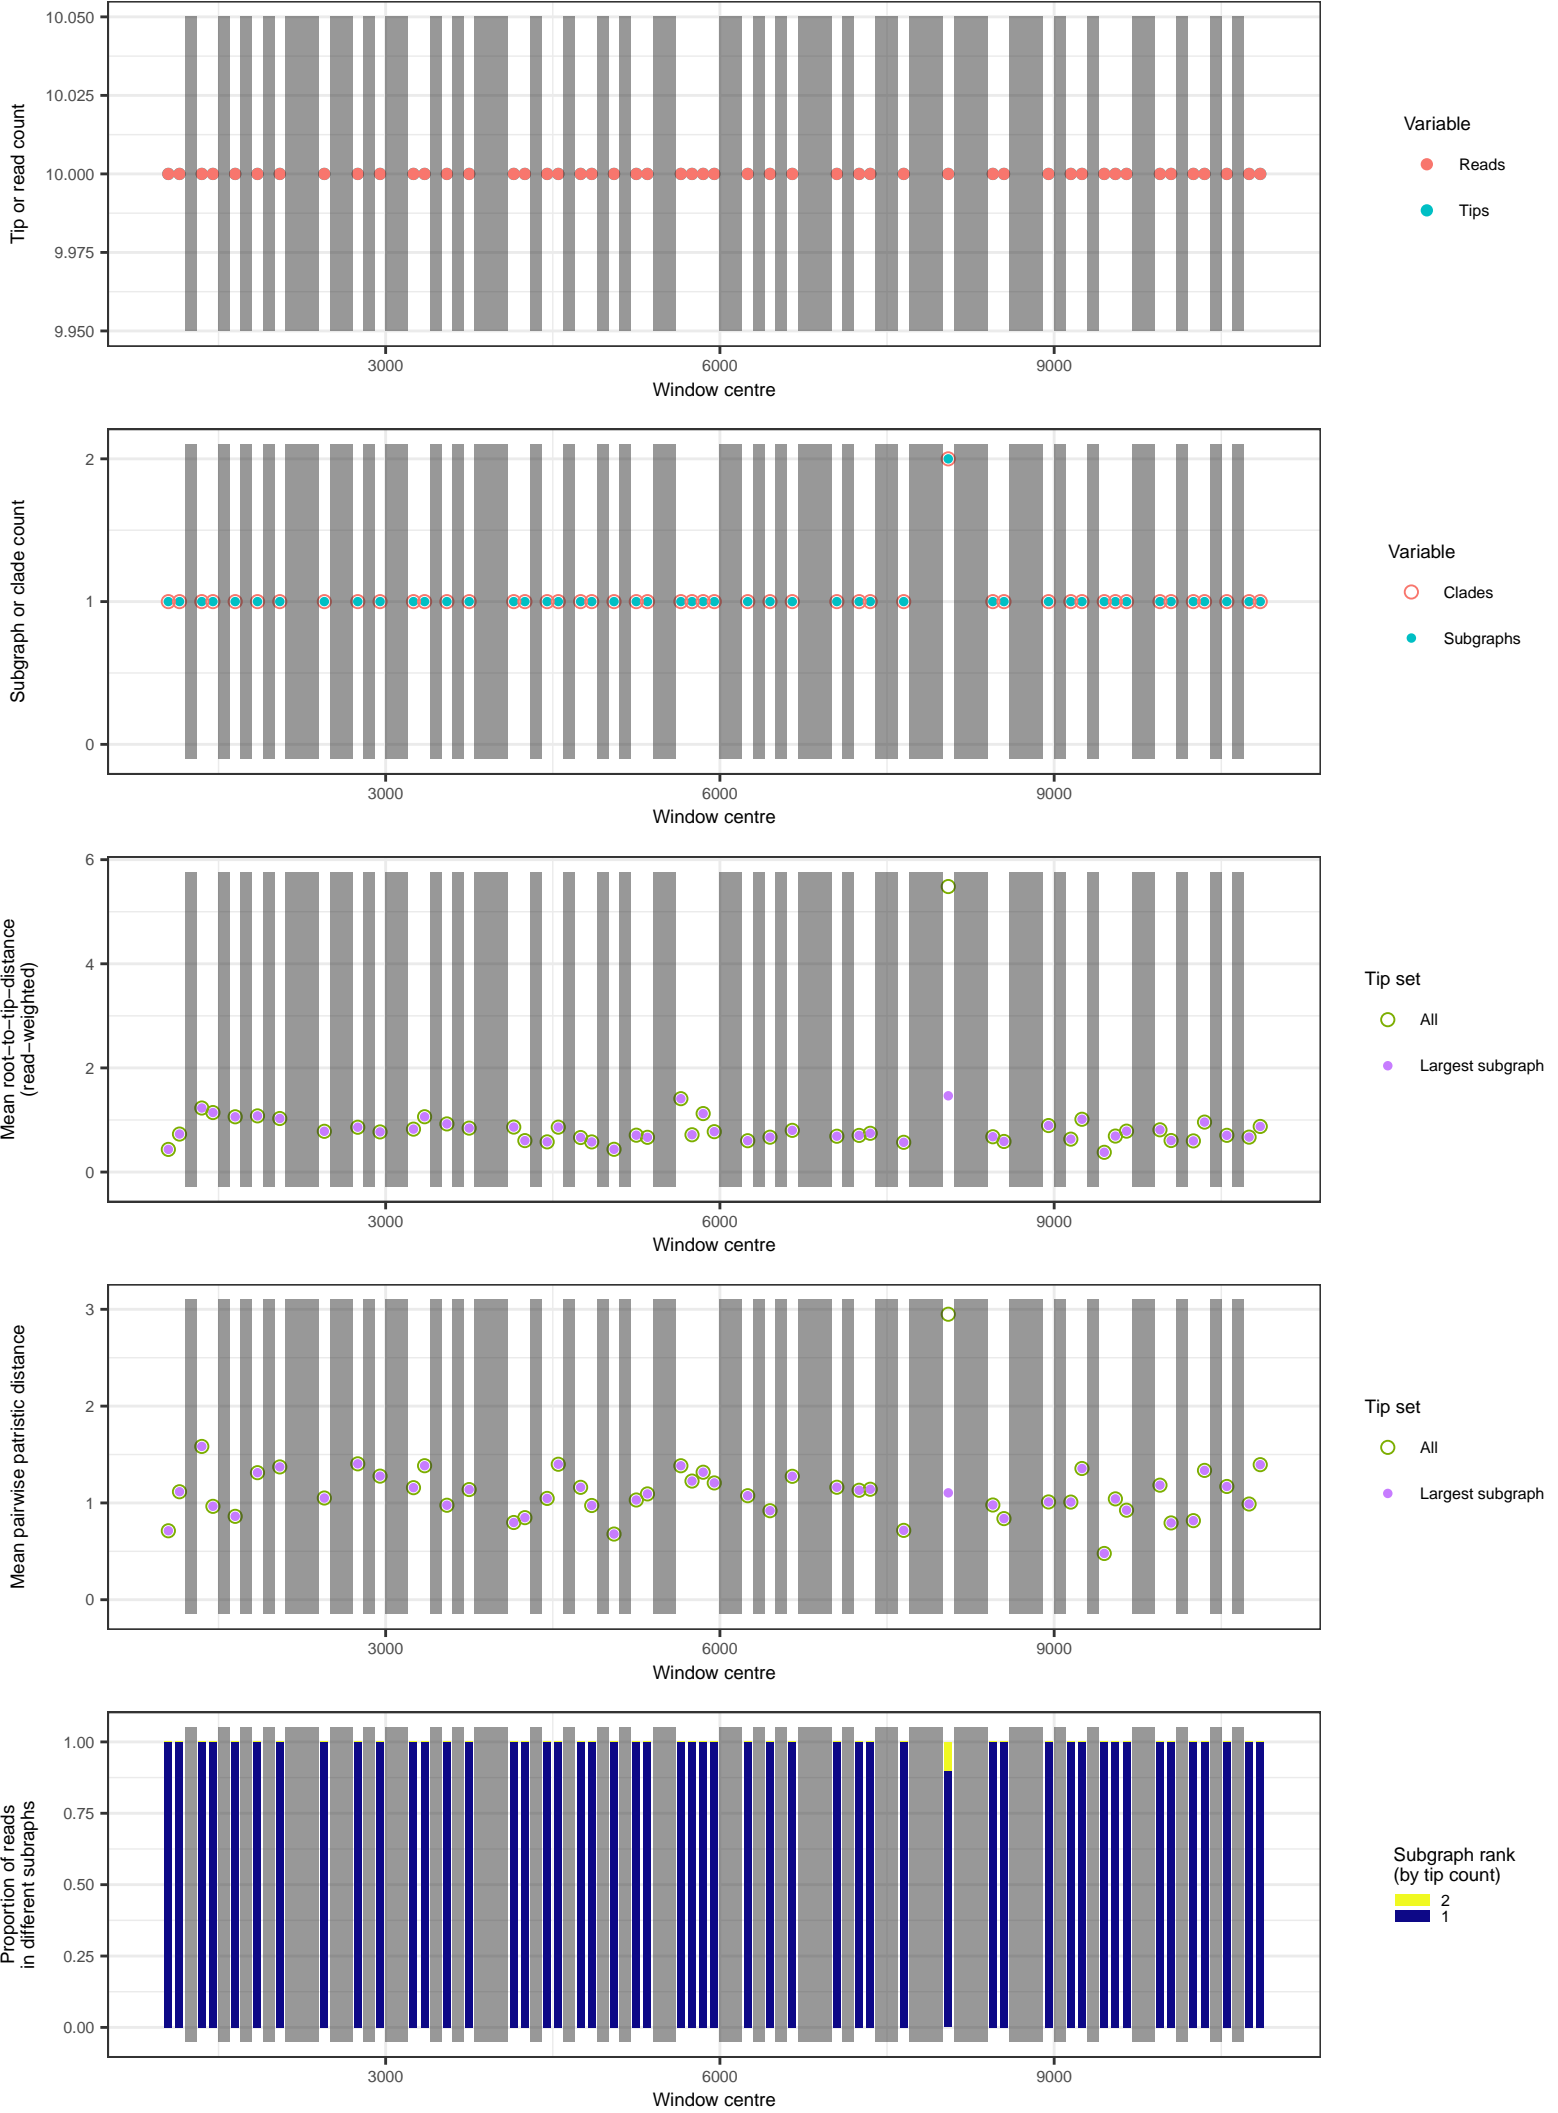 10.050
10.025
10.000
9.975
9.950
Tip or read count
3000
6000
9000
Window centre
Variable
Reads
Tips
2
1
0
Subgraph or clade count
3000
6000
9000
Window centre
Variable
Clades
Subgraphs
6
4
2
0
Mean root−to−tip−distance
(read−weighted)
3000
6000
9000
Window centre
Tip set
All
Largest subgraph
3
2
1
0
Mean pairwise patristic distance
3000
6000
9000
Window centre
Tip set
All
Largest subgraph
1.00
0.75
0.50
0.25
0.00
Proportion of reads
in different subraphs
3000
6000
9000
Window centre
Subgraph rank
(by tip count)
2
1